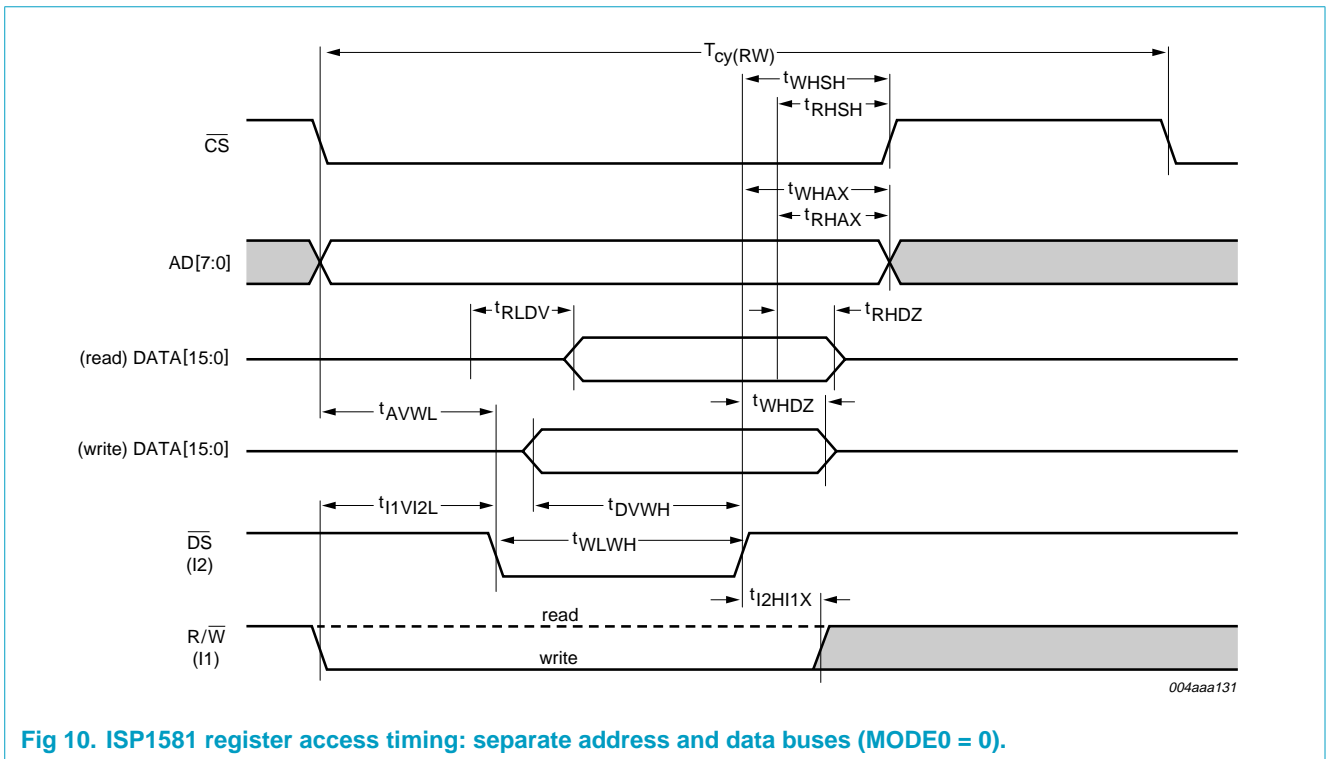 Tcy(RW)
tWHSH
tRHSH
CS
tWHAX
tRHAX
AD[7:0]
tRLDV
tRHDZ
(read) DATA[15:0]
tAVWL
tWHDZ
(write) DATA[15:0]
tI1VI2L
tDVWH
DS
(I2)
tWLWH
tI2HI1X
read
R/W
(I1)
write
004aaa131
Fig 10. ISP1581 register access timing: separate address and data buses (MODE0 = 0).